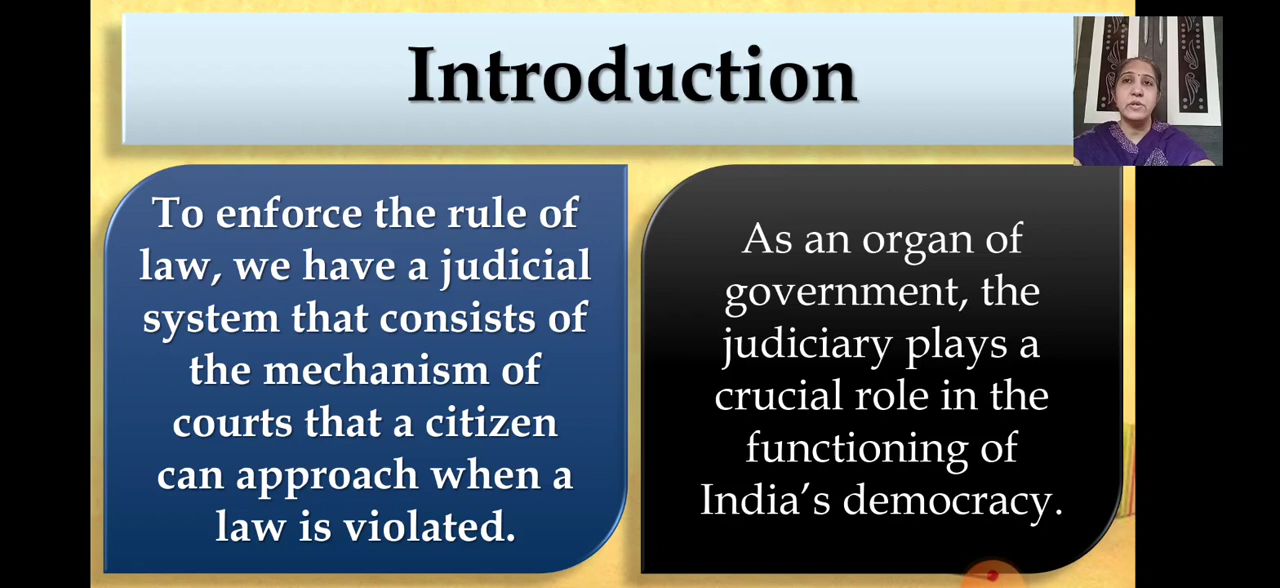 Introduction
To enforce the rule of
law, we have a judicial
system that consists of
the mechanism of
courts that a citizen
can approach when a
law is violated.
As an organ of
government, the
judiciary plays a
crucial role in the
functioning of
India’s democracy.